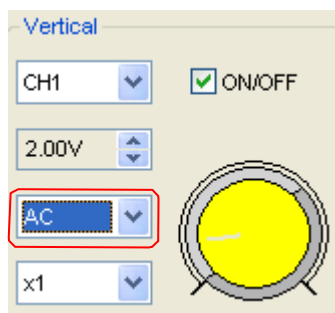 Vertical
CH1
ON/OFF
2.00V
AC
x1